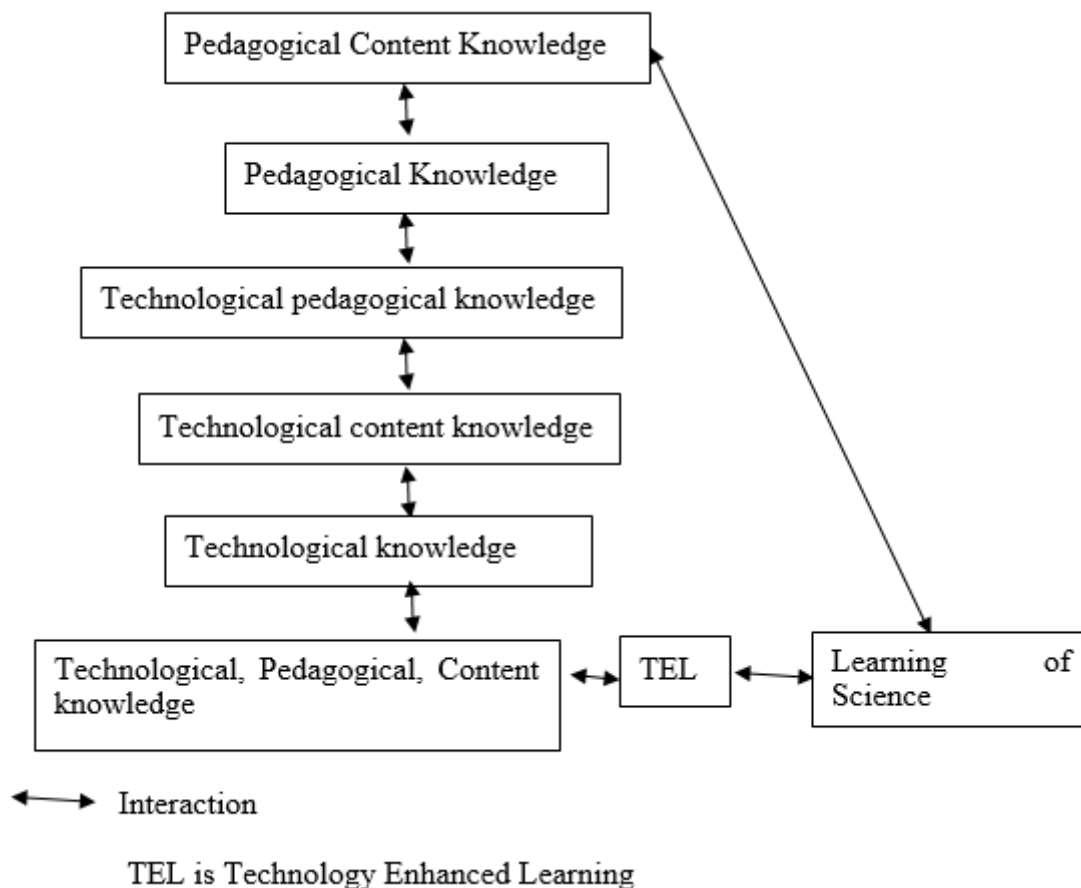 Pedagogical Content Knowledge
Pedagogical Knowledge
Technological pedagogical knowledge
Technological content knowledge
Technological knowledge
Technological, Pedagogical, Content
knowledge
TEL
Learning of
Science
Interaction
TEL is Technology Enhanced Learning